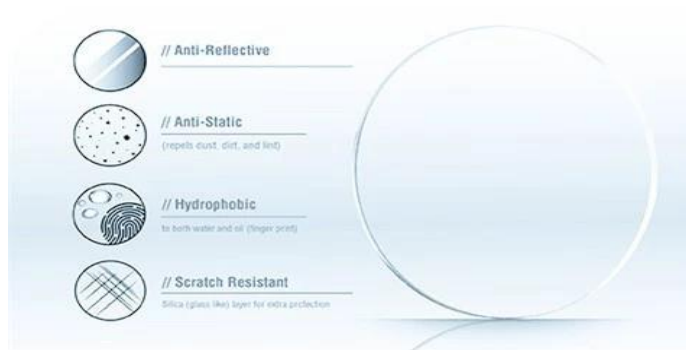 // Anti-Reflective
// Anti-Static
(repels dust, dirt, and lint)
// Hydrophobic
to both water and oil (finger print)
// Scratch Resistant
Silica (glass like) layer for extra protection